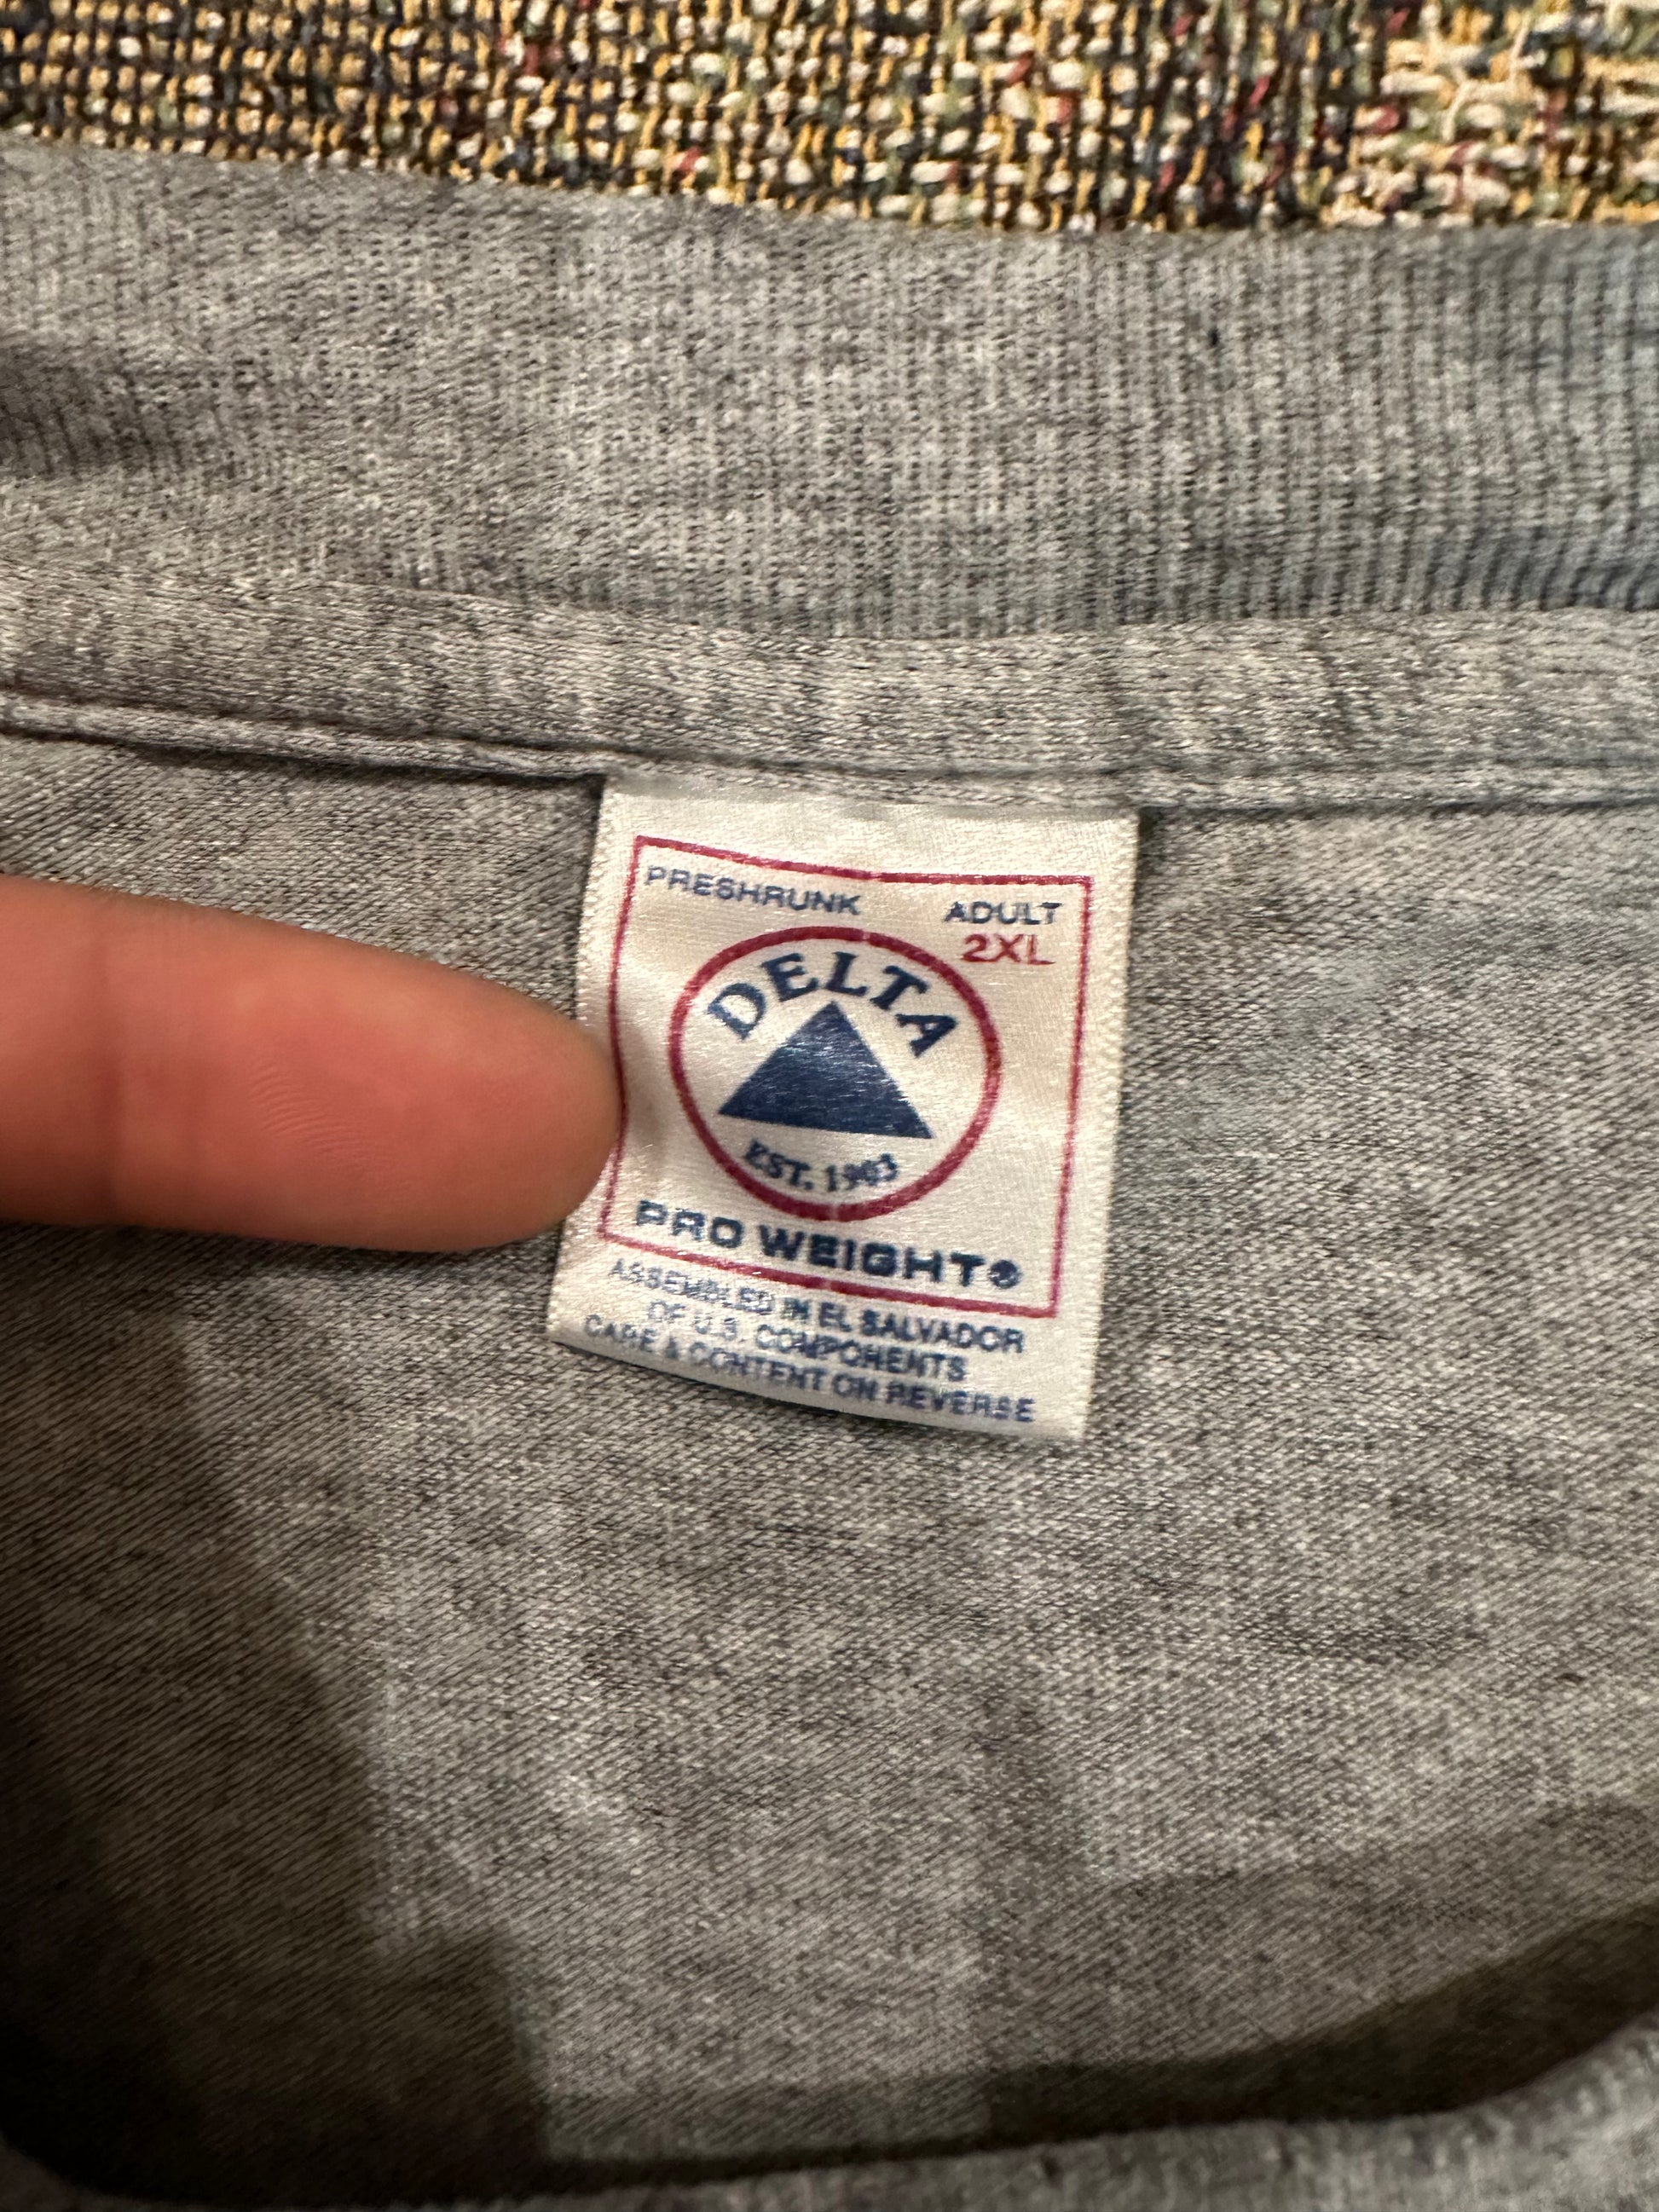 PRESHRUNK ADULT
2XL
DELTA
EST. 1903
PRO WEIGHT®
ASSEMBLED IN EL SALVADOR
OF U.S. COMPONENTS
CARE & CONTENT ON REVERSE